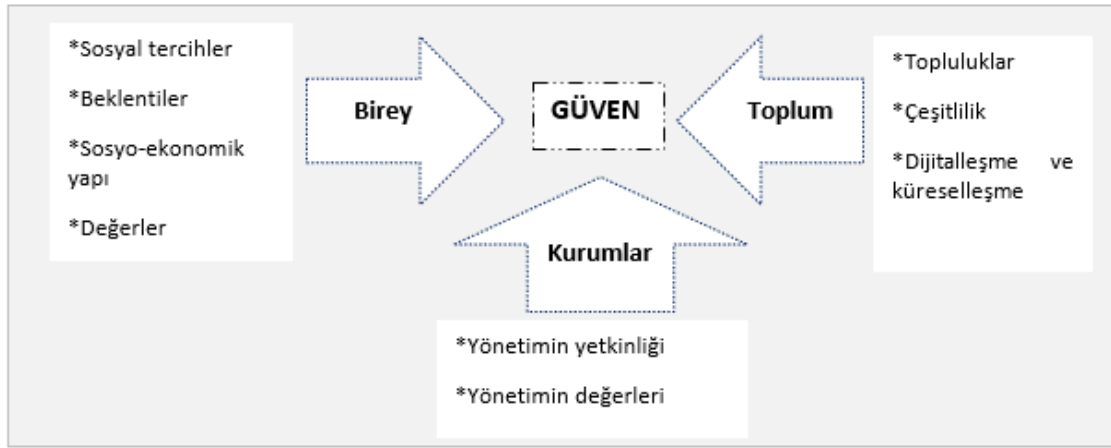 *Sosyal tercihler
*Beklentiler
*Sosyo-ekonomik
yapı
*Değerler
Birey
GÜVEN
Toplum
*Topluluklar
*Çeşitlilik
*Dijitalleşme ve
küreselleşme
Kurumlar
*Yönetimin yetkinliği
*Yönetimin değerleri